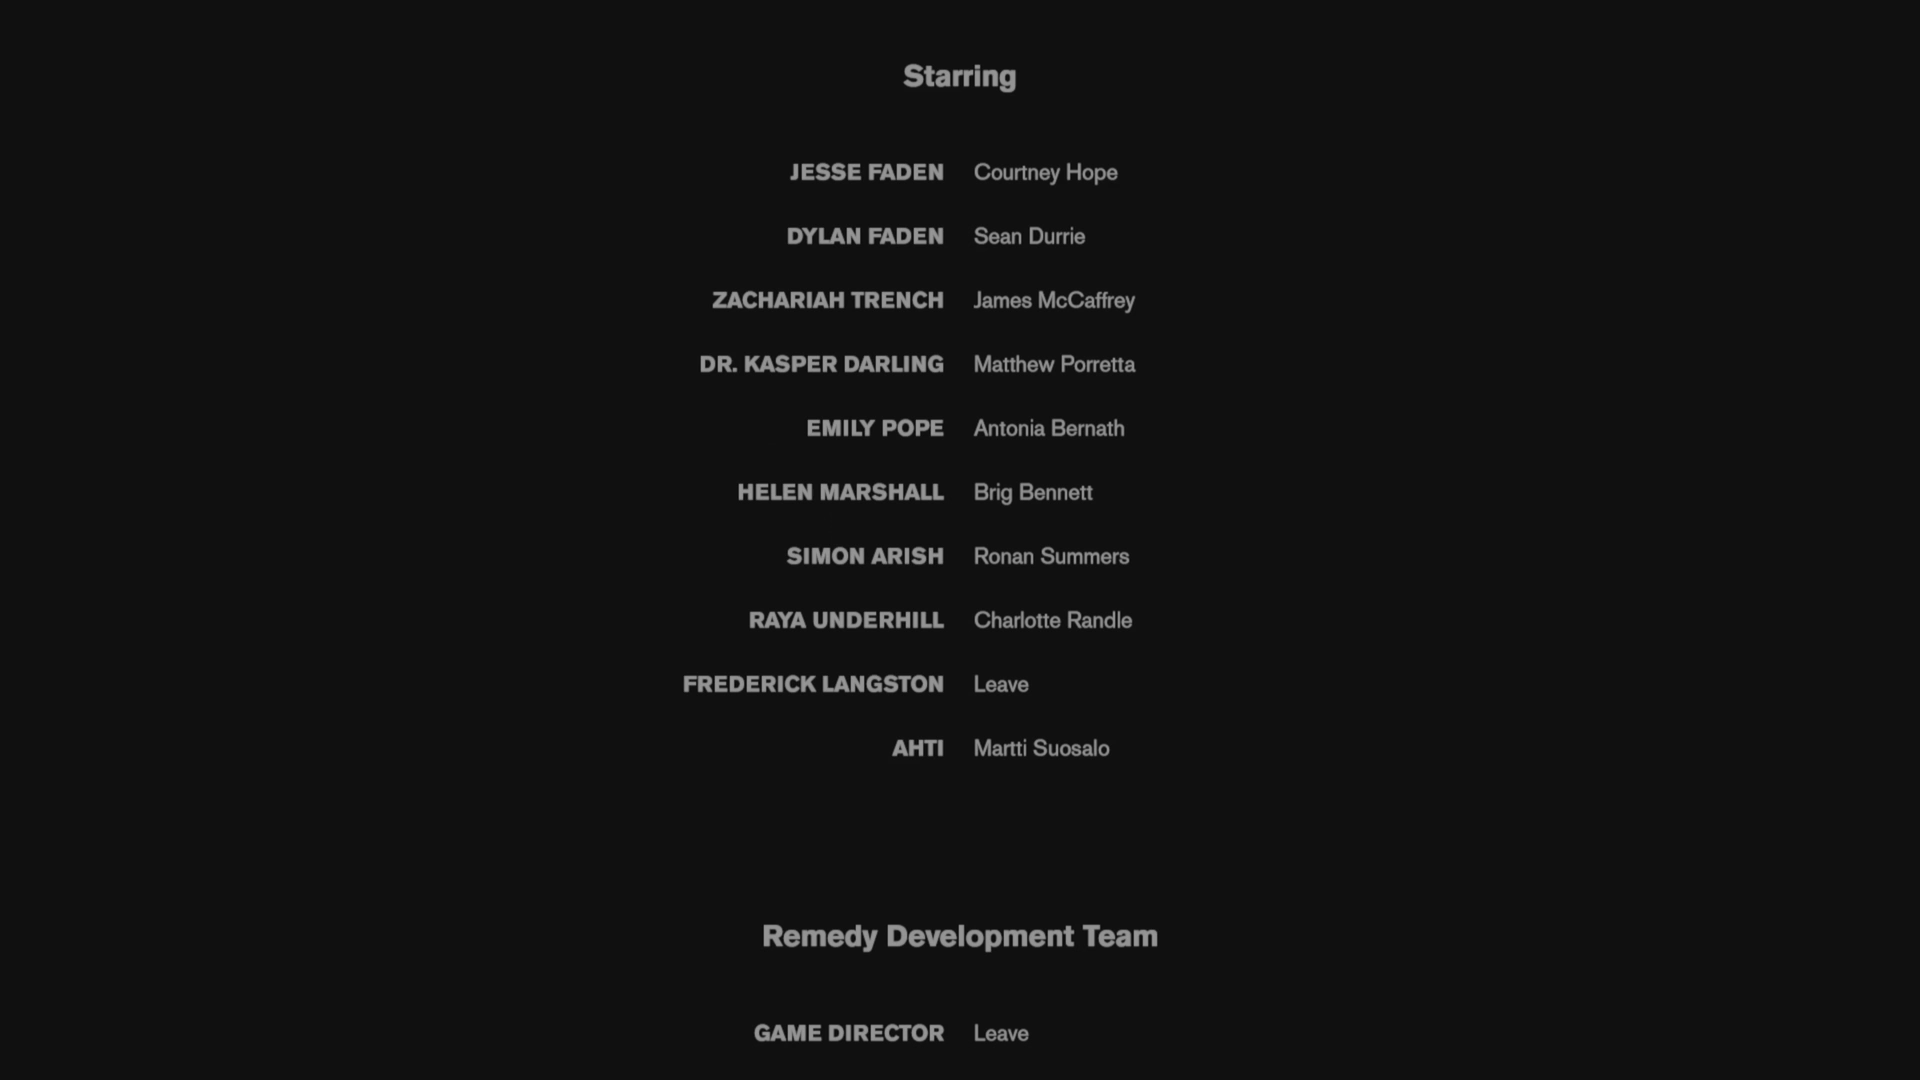 Starring
JESSE FADEN Courtney Hope
DYLAN FADEN Sean Durrie
ZACHARIAH TRENCH James McCaffrey
DR. KASPER DARLING Matthew Porretta
EMILY POPE Antonia Bernath
HELEN MARSHALL Brig Bennett
SIMON ARISH Ronan Summers
RAYA UNDERHILL Charlotte Randle
FREDERICK LANGSTON Leave
AHTI Martti Suosalo
Remedy Development Team
GAME DIRECTOR Leave